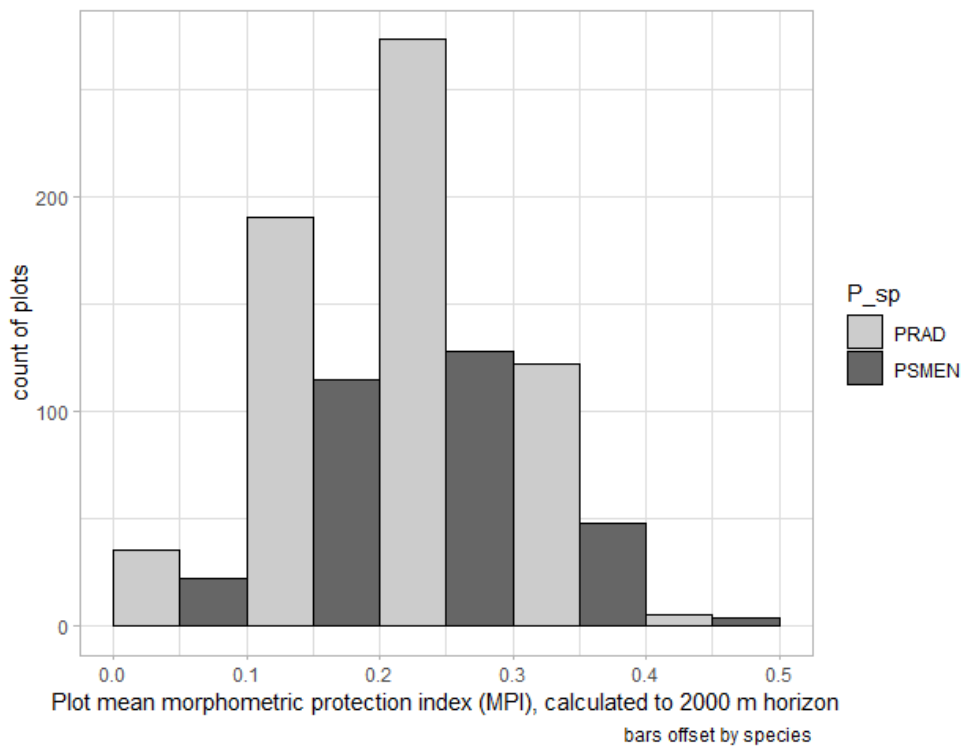 count of plots
200
100
0
0.0 0.1 0.2 0.3 0.4 0.5
Plot mean morphometric protection index (MPI), calculated to 2000 m horizon
bars offset by species
P_sp
PRAD
PSMEN